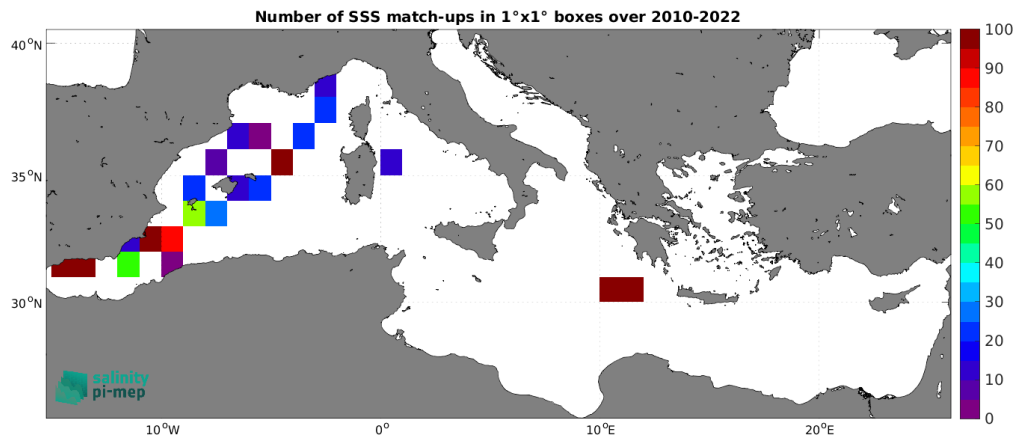 Number of SSS match-ups in 1°x1° boxes over 2010-2022
40°N
35°N
30°N
10°W
0°
10°E
20°E
100
90
80
70
60
50
40
30
20
10
0
salinity
pi-mep